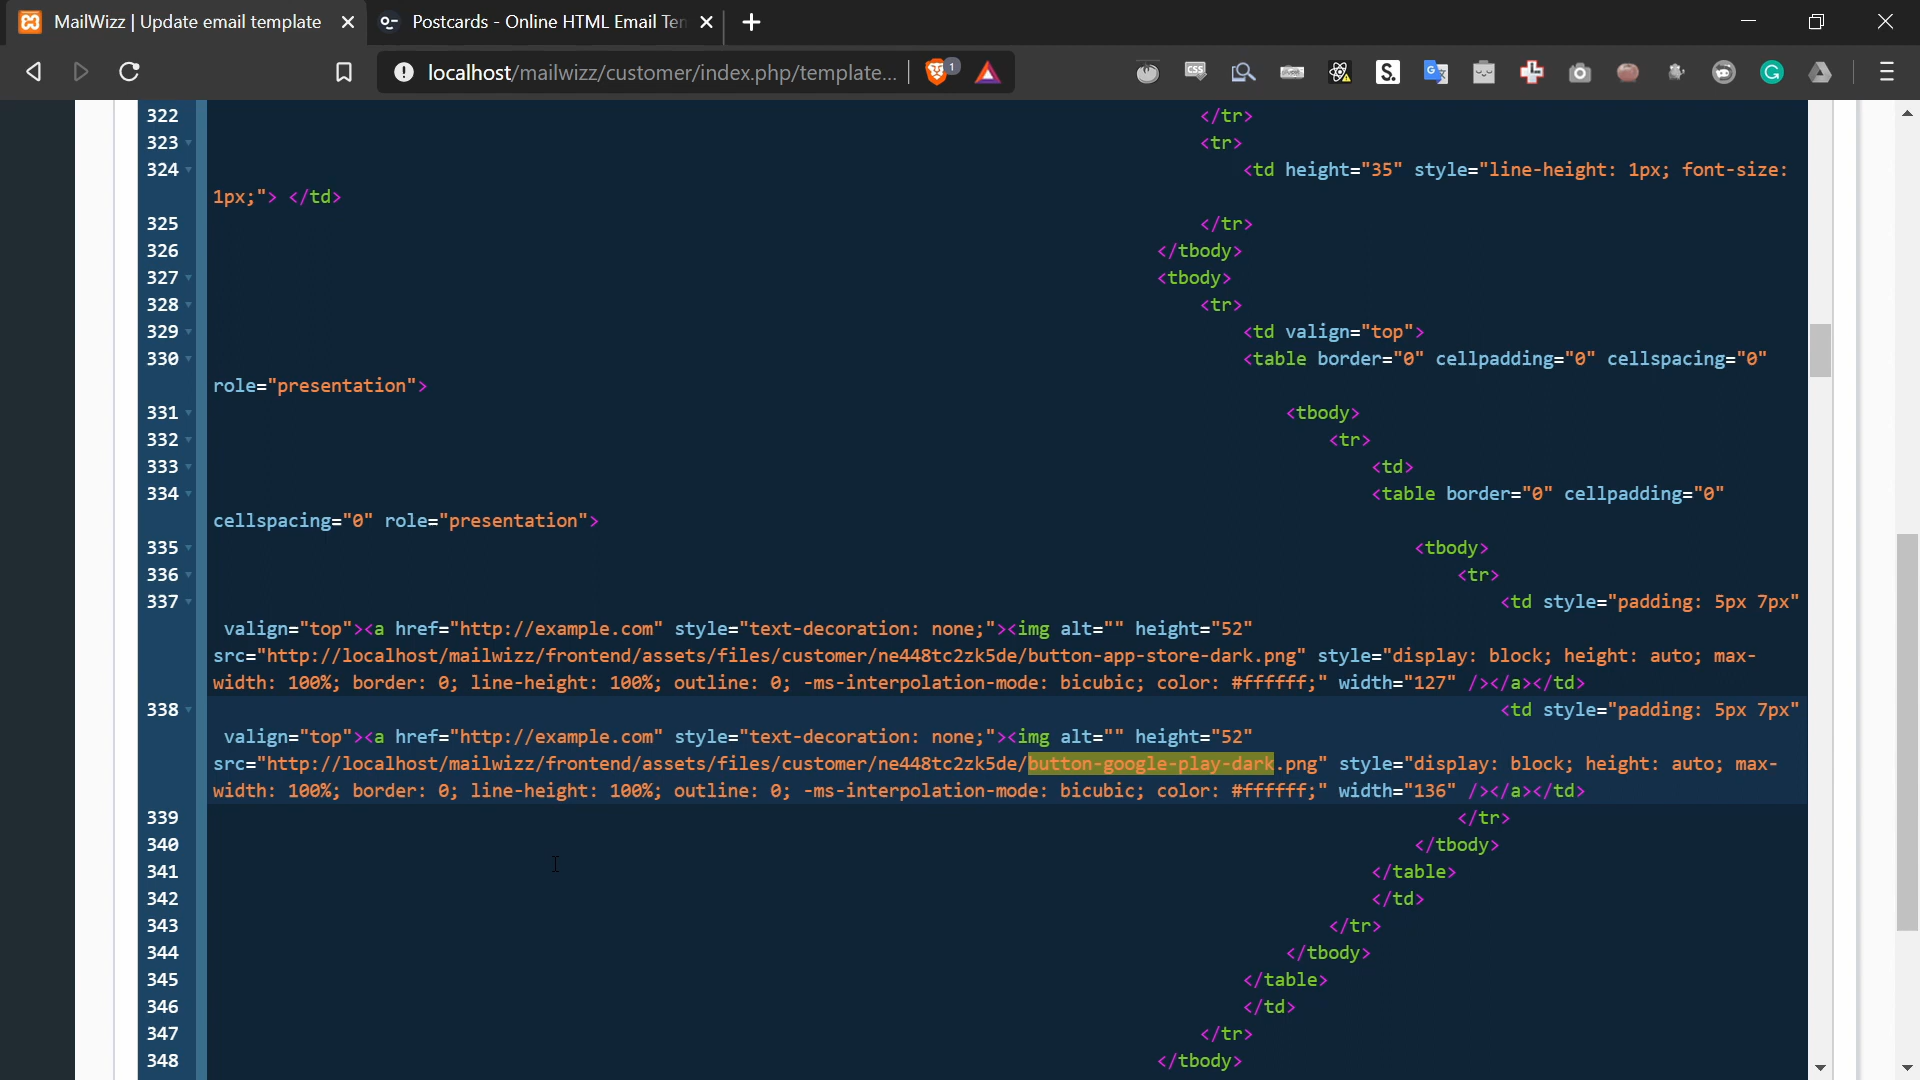 MailWizz | Update email template
Postcards - Online HTML Email Ten
localhost/mailwizz/customer/index.php/template...
1
322 </tr>
323 <tr>
324 <td height="35" style="line-height: 1px; font-size:
1px;"> </td>
325 </tr>
326 </tbody>
327 <tbody>
328 <tr>
329 <td valign="top">
330 <table border="0" cellpadding="0" cellspacing="0"
role="presentation">
331 <tbody>
332 <tr>
333 <td>
334 <table border="0" cellpadding="0"
cellspacing="0" role="presentation">
335 <tbody>
336 <tr>
337 <td style="padding: 5px 7px"
valign="top"><a href="http://example.com" style="text-decoration: none;"><img alt="" height="52"
src="http://localhost/mailwizz/frontend/assets/files/customer/ne448tc2zk5de/button-app-store-dark.png" style="display: block; height: auto; max-
width: 100%; border: 0; line-height: 100%; outline: 0; -ms-interpolation-mode: bicubic; color: #ffffff;" width="127" /></a></td>
338 <td style="padding: 5px 7px"
valign="top"><a href="http://example.com" style="text-decoration: none;"><img alt="" height="52"
src="http://localhost/mailwizz/frontend/assets/files/customer/ne448tc2zk5de/button-google-play-dark.png" style="display: block; height: auto; max-
width: 100%; border: 0; line-height: 100%; outline: 0; -ms-interpolation-mode: bicubic; color: #ffffff;" width="136" /></a></td>
339 </tr>
340 </tbody>
341 </table>
342 </td>
343 </tr>
344 </tbody>
345 </table>
346 </td>
347 </tr>
348 </tbody>